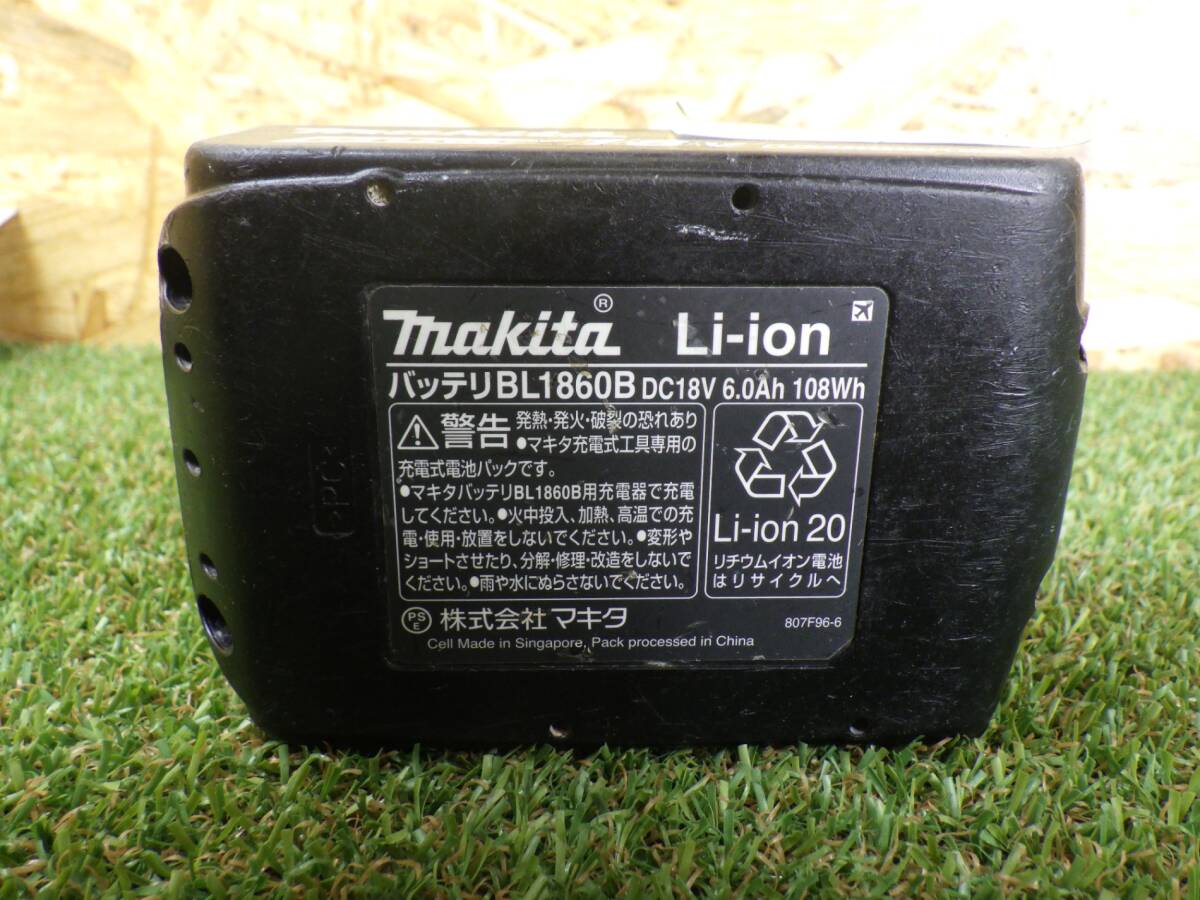 makita® Li-ion
バッテリBL1860B DC18V 6.0Ah 108Wh
警告 発熱・発火・破裂の恐れあり
●マキタ充電式工具専用の
充電式電池パックです。
●マキタバッテリBL1860B用充電器で充電
してください。●火中投入、加熱、高温での充
電・使用・放置をしないでください。●変形や
ショートさせたり、分解・修理・改造をしないで
ください。●雨や水にぬらさないでください。
Li-ion 20
リチウムイオン電池
はリサイクルへ
PSE 株式会社 マキタ
807F96-6
Cell Made in Singapore, Pack processed in China